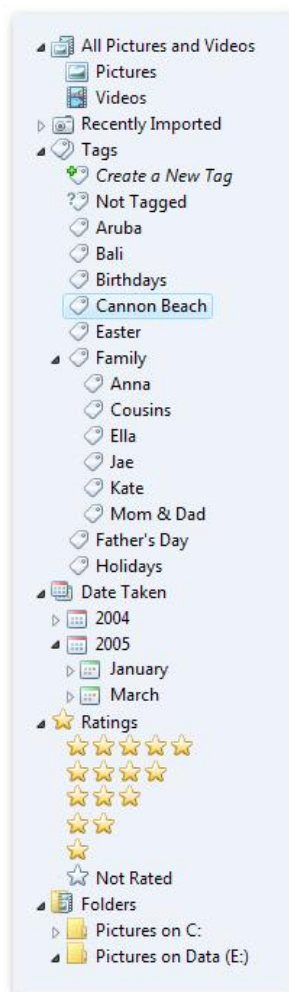 All Pictures and Videos
Pictures
Videos
Recently Imported
Tags
Create a New Tag
Not Tagged
Aruba
Bali
Birthdays
Cannon Beach
Easter
Family
Anna
Cousins
Ella
Jae
Kate
Mom & Dad
Father's Day
Holidays
Date Taken
2004
2005
January
March
Ratings
Not Rated
Folders
Pictures on C:
Pictures on Data (E:)